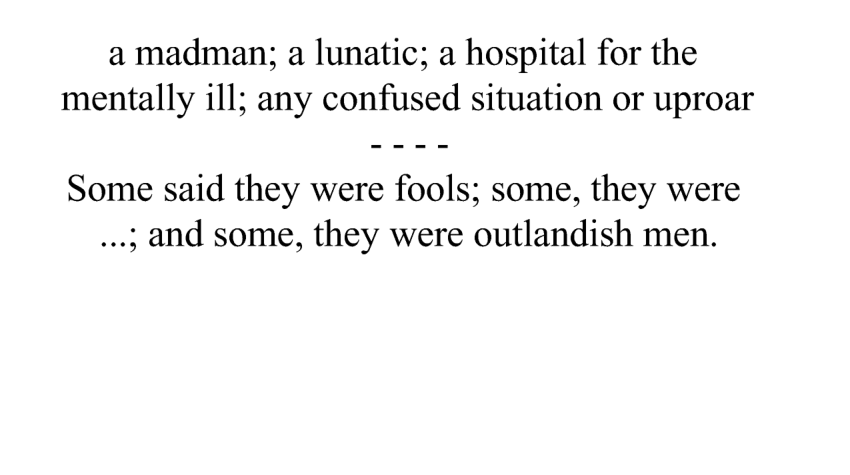 a madman; a lunatic; a hospital for the
mentally ill; any confused situation or uproar
- - - -
Some said they were fools; some, they were
...; and some, they were outlandish men.